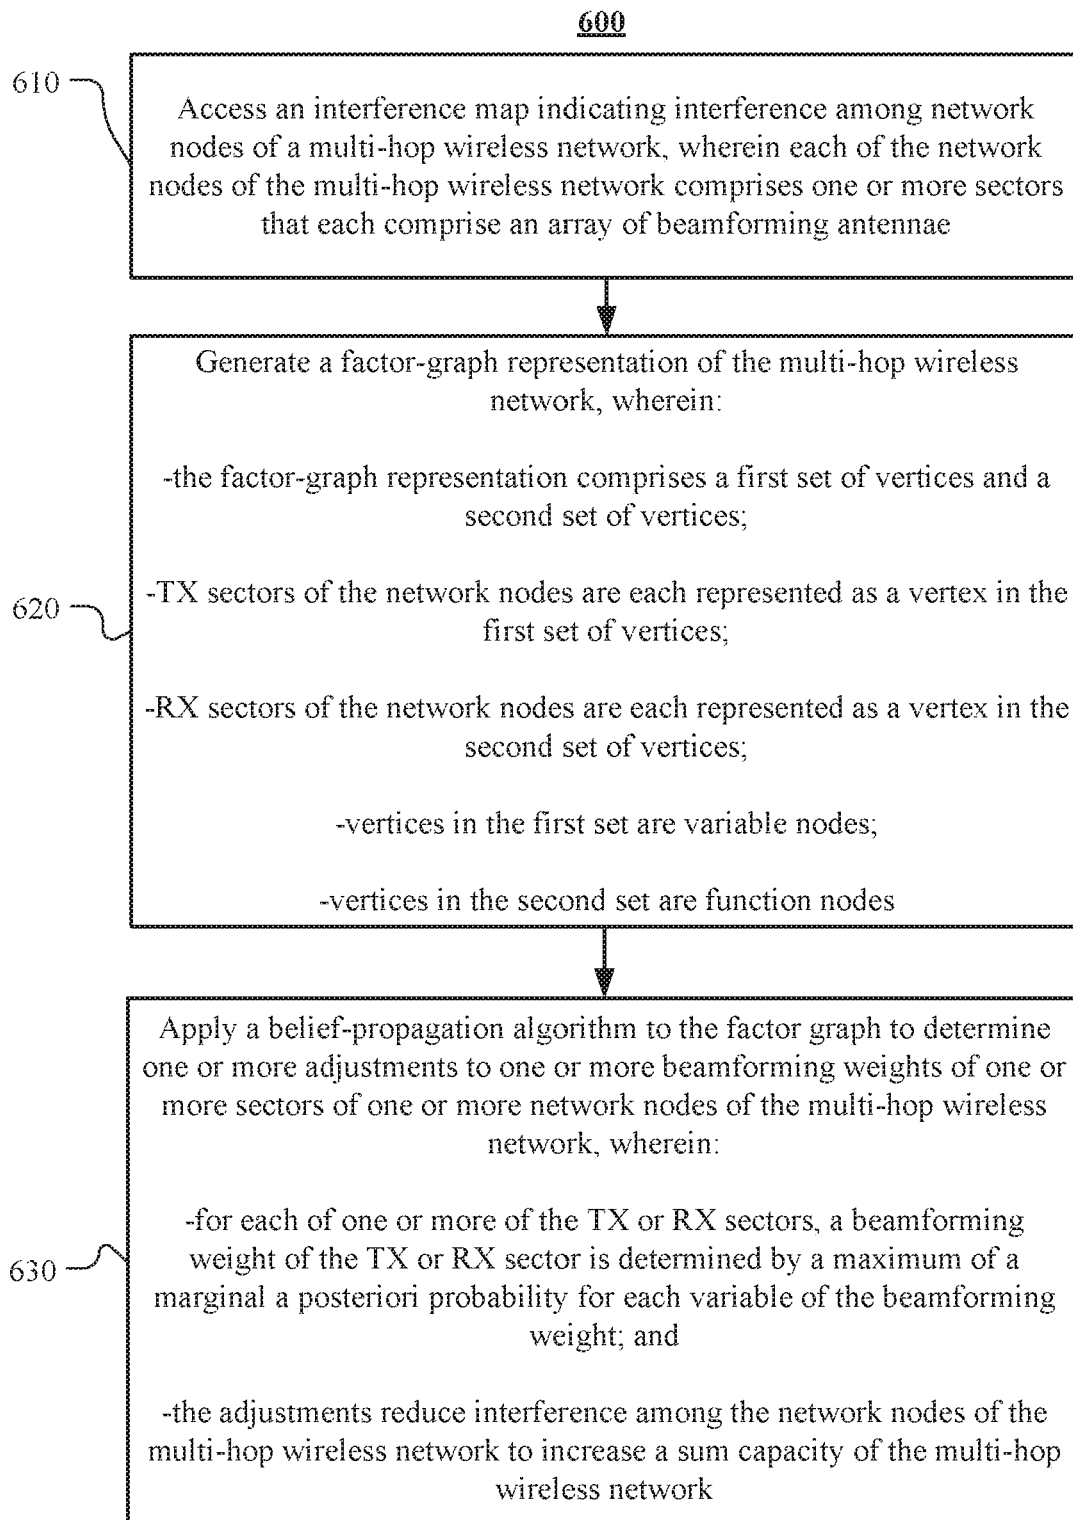 600
610
Access an interference map indicating interference among network
nodes of a multi-hop wireless network, wherein each of the network
nodes of the multi-hop wireless network comprises one or more sectors
that each comprise an array of beamforming antennae
Generate a factor-graph representation of the multi-hop wireless
network, wherein:
-the factor-graph representation comprises a first set of vertices and a
second set of vertices;
-TX sectors of the network nodes are each represented as a vertex in the
first set of vertices;
620
-RX sectors of the network nodes are each represented as a vertex in the
second set of vertices;
-vertices in the first set are variable nodes;
-vertices in the second set are function nodes
Apply a belief-propagation algorithm to the factor graph to determine
one or more adjustments to one or more beamforming weights of one or
more sectors of one or more network nodes of the multi-hop wireless
network, wherein:
-for each of one or more of the TX or RX sectors, a beamforming
weight of the TX or RX sector is determined by a maximum of a
630
marginal a posteriori probability for each variable of the beamforming
weight; and
-the adjustments reduce interference among the network nodes of the
multi-hop wireless network to increase a sum capacity of the multi-hop
wireless network